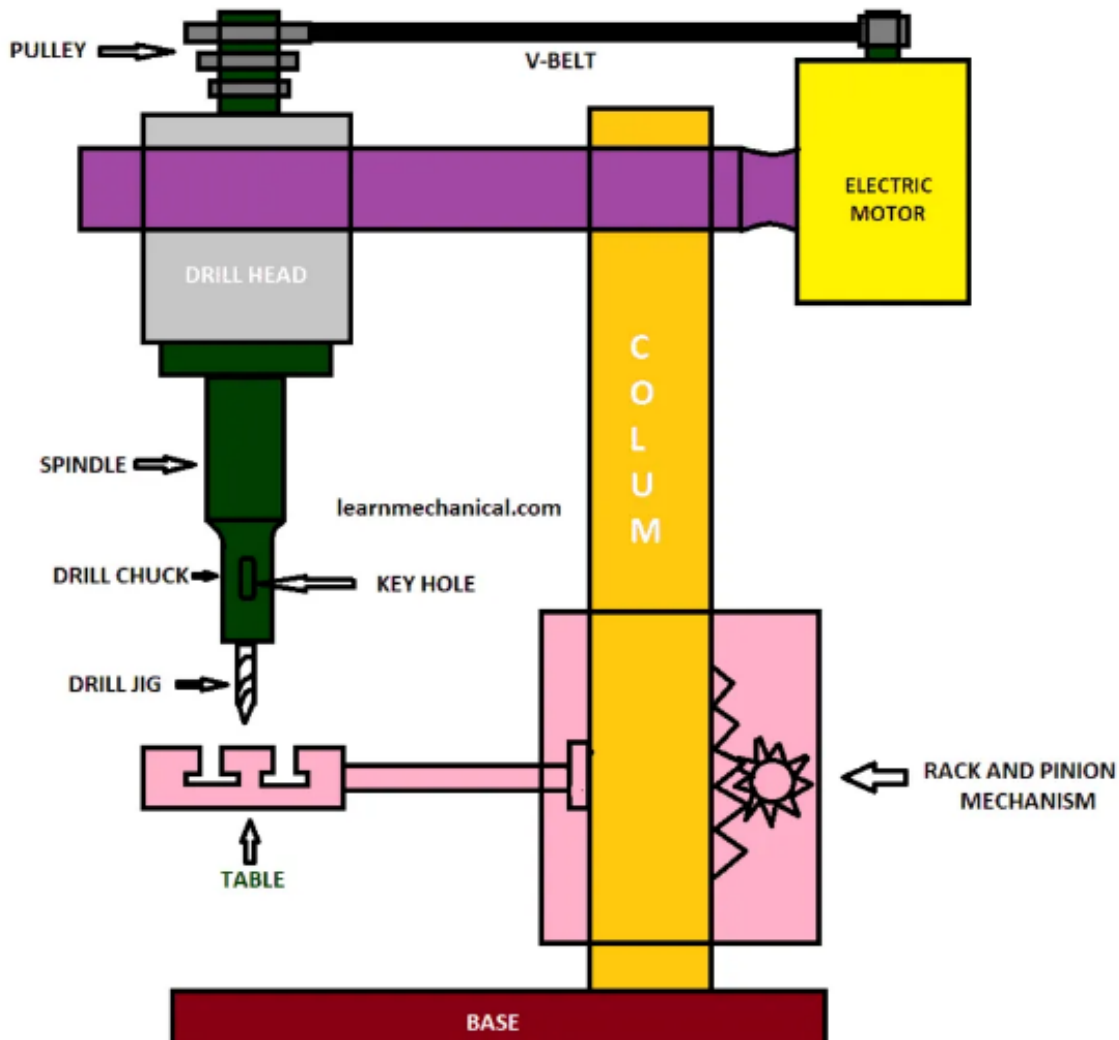 PULLEY
V-BELT
ELECTRIC
MOTOR
DRILL HEAD
COLUM
SPINDLE
learnmechanical.com
DRILL CHUCK
KEY HOLE
DRILL JIG
RACK AND PINION
MECHANISM
TABLE
BASE